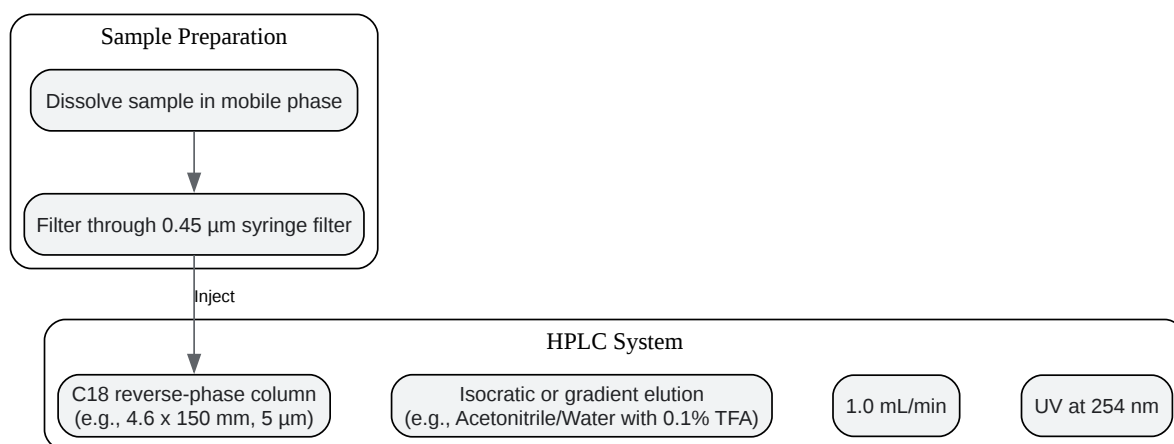 Sample Preparation
Dissolve sample in mobile phase
Filter through 0.45 µm syringe filter
Inject
HPLC System
C18 reverse-phase column
(e.g., 4.6 x 150 mm, 5 µm)
Isocratic or gradient elution
(e.g., Acetonitrile/Water with 0.1% TFA)
1.0 mL/min
UV at 254 nm